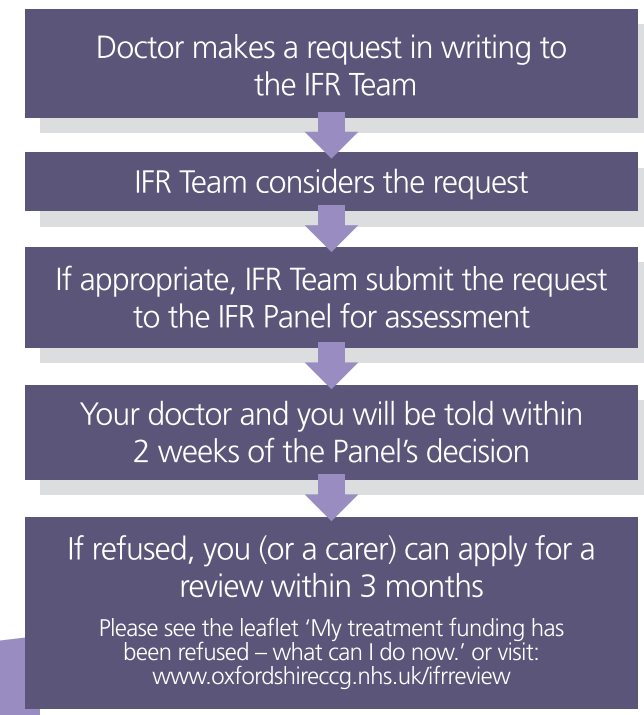 Doctor makes a request in writing to
the IFR Team
IFR Team considers the request
If appropriate, IFR Team submit the request
to the IFR Panel for assessment
Your doctor and you will be told within
2 weeks of the Panel’s decision
If refused, you (or a carer) can apply for a
review within 3 months
Please see the leaflet ‘My treatment funding has
been refused – what can I do now.’ or visit:
www.oxfordshireccg.nhs.uk/ifrreview